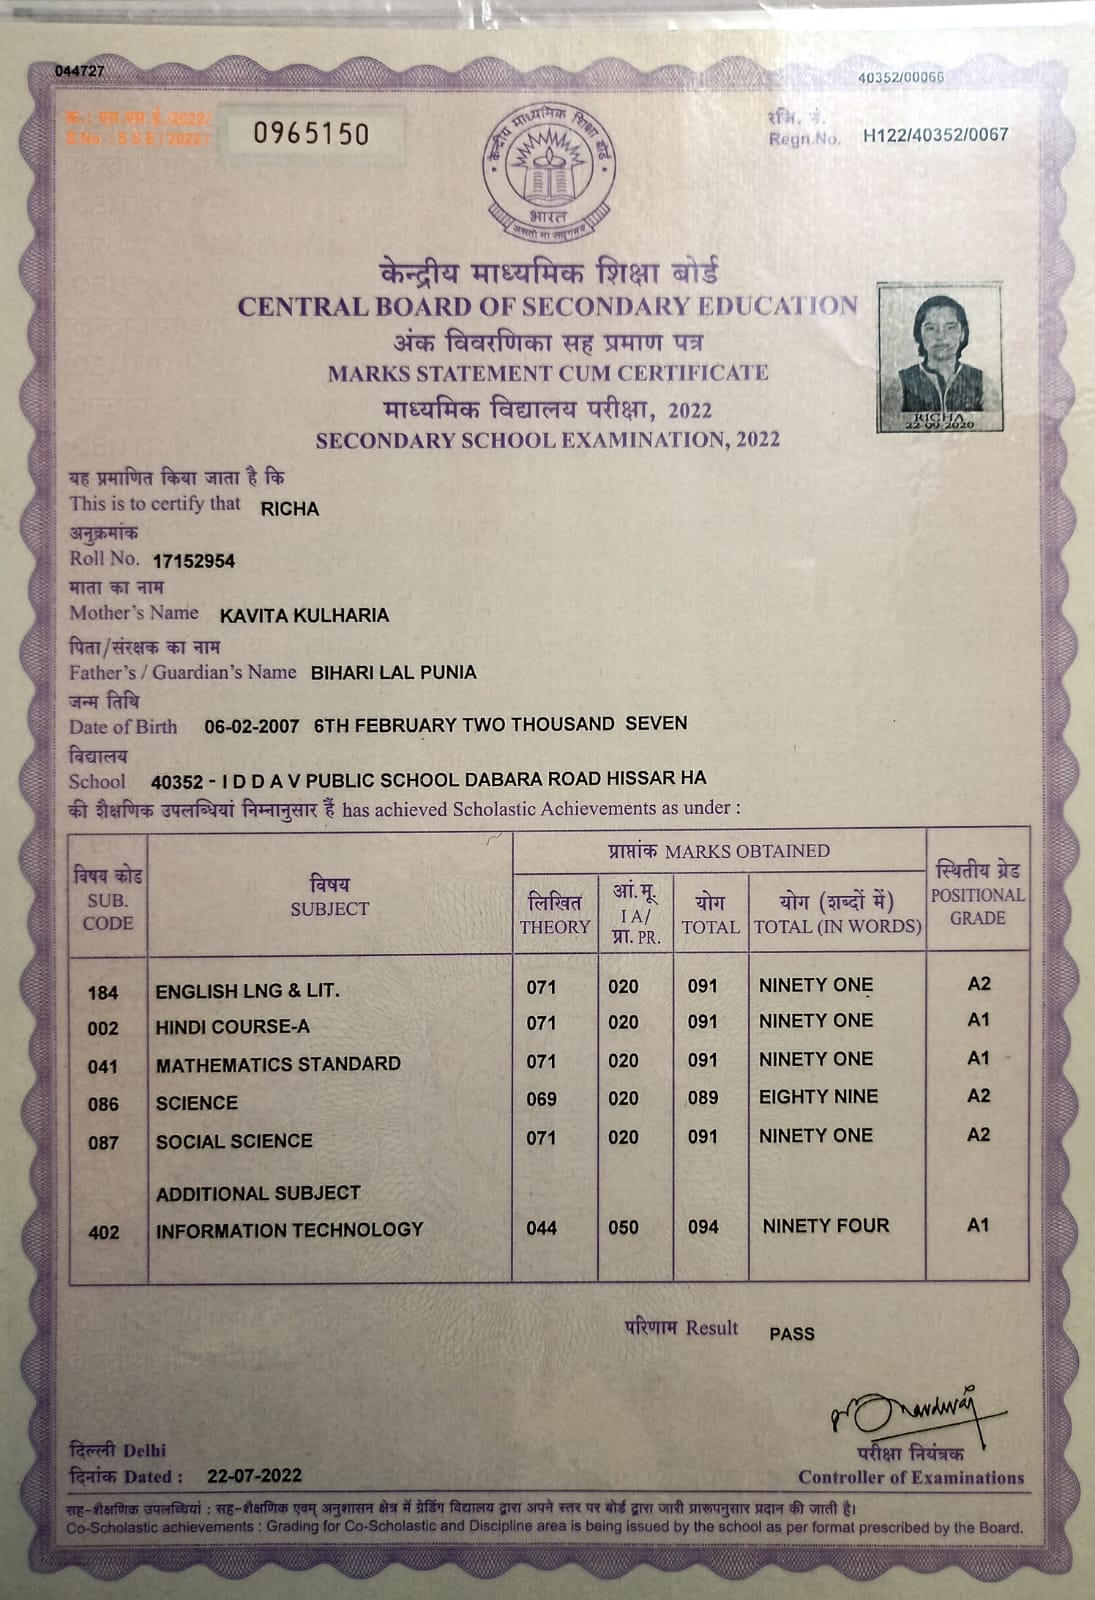 044727
40352/00066
क्र.: एस.एस.ई./2022/
S.No. : S S E / 2022 /
0965150
रजि. नं.
Regn.No. H122/40352/0067
केन्द्रीय माध्यमिक शिक्षा बोर्ड
भारत
असतो मा सद्गमय
केन्द्रीय माध्यमिक शिक्षा बोर्ड
CENTRAL BOARD OF SECONDARY EDUCATION
अंक विवरणिका सह प्रमाण पत्र
MARKS STATEMENT CUM CERTIFICATE
माध्यमिक विद्यालय परीक्षा, 2022
SECONDARY SCHOOL EXAMINATION, 2022
RICHA
22-09-2020
यह प्रमाणित किया जाता है कि
This is to certify that RICHA
अनुक्रमांक
Roll No. 17152954
माता का नाम
Mother's Name KAVITA KULHARIA
पिता/संरक्षक का नाम
Father's / Guardian's Name BIHARI LAL PUNIA
जन्म तिथि
Date of Birth 06-02-2007 6TH FEBRUARY TWO THOUSAND SEVEN
विद्यालय
School 40352 - I D D A V PUBLIC SCHOOL DABARA ROAD HISSAR HA
की शैक्षणिक उपलब्धियां निम्नानुसार हैं has achieved Scholastic Achievements as under :
विषय कोड
SUB.
CODE
विषय
SUBJECT
प्राप्तांक MARKS OBTAINED
लिखित
THEORY
आं.मू.
I A/
प्रा. PR.
योग
TOTAL
योग (शब्दों में)
TOTAL (IN WORDS)
स्थितीय ग्रेड
POSITIONAL
GRADE
184 ENGLISH LNG & LIT. 071 020 091 NINETY ONE A2
002 HINDI COURSE-A 071 020 091 NINETY ONE A1
041 MATHEMATICS STANDARD 071 020 091 NINETY ONE A1
086 SCIENCE 069 020 089 EIGHTY NINE A2
087 SOCIAL SCIENCE 071 020 091 NINETY ONE A2
ADDITIONAL SUBJECT
402 INFORMATION TECHNOLOGY 044 050 094 NINETY FOUR A1
परिणाम Result PASS
दिल्ली Delhi
दिनांक Dated : 22-07-2022
परीक्षा नियंत्रक
Controller of Examinations
सह-शैक्षणिक उपलब्धियां : सह-शैक्षणिक एवम् अनुशासन क्षेत्र में ग्रेडिंग विद्यालय द्वारा अपने स्तर पर बोर्ड द्वारा जारी प्रारूपनुसार प्रदान की जाती है।
Co-Scholastic achievements : Grading for Co-Scholastic and Discipline area is being issued by the school as per format prescribed by the Board.